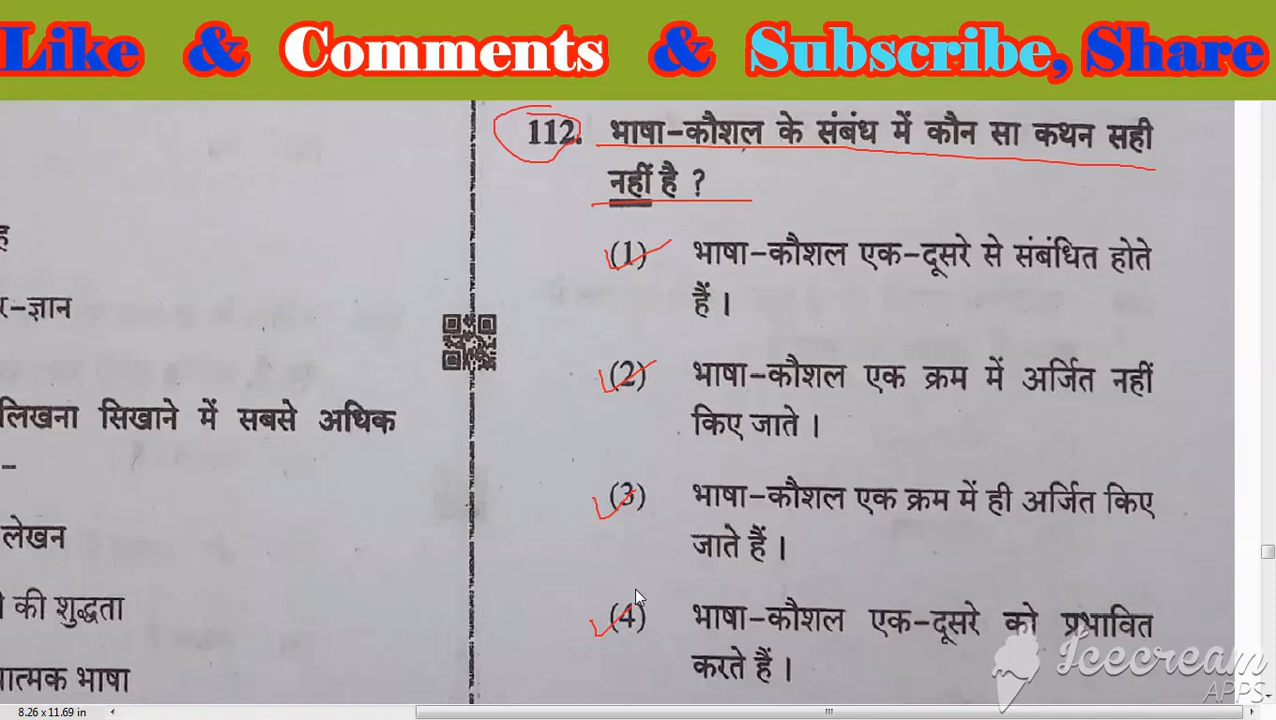 Like & Comments & Subscribe, Share
112. भाषा-कौशल के संबंध में कौन सा कथन सही
नहीं है ?
(1) भाषा-कौशल एक-दूसरे से संबंधित होते
हैं ।
(2) भाषा-कौशल एक क्रम में अर्जित नहीं
किए जाते ।
(3) भाषा-कौशल एक क्रम में ही अर्जित किए
जाते हैं ।
(4) भाषा-कौशल एक-दूसरे को प्रभावित
करते हैं ।
र-ज्ञान
लिखना सिखाने में सबसे अधिक
–
लेखन
की शुद्धता
ात्मक भाषा
Icecream
APPS
8.26 x 11.69 in